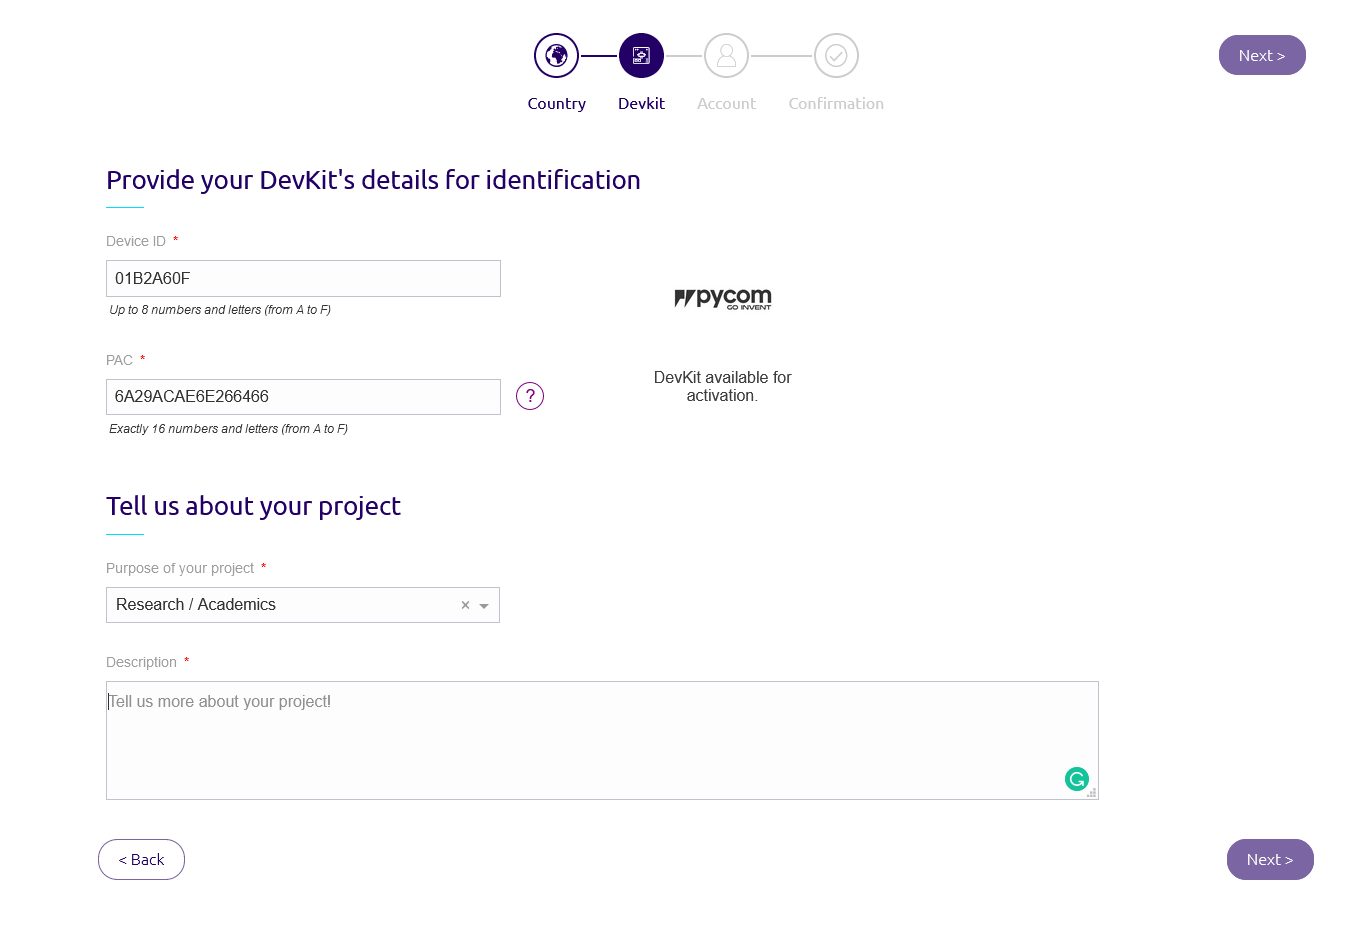 Next >
Country Devkit Account Confirmation
Provide your DevKit's details for identification
Device ID *
01B2A60F
Up to 8 numbers and letters (from A to F)
pycom
GO INVENT
PAC *
6A29ACAE6E266466
?
Exactly 16 numbers and letters (from A to F)
DevKit available for
activation.
Tell us about your project
Purpose of your project *
Research / Academics ×
Description *
Tell us more about your project!
< Back
Next >